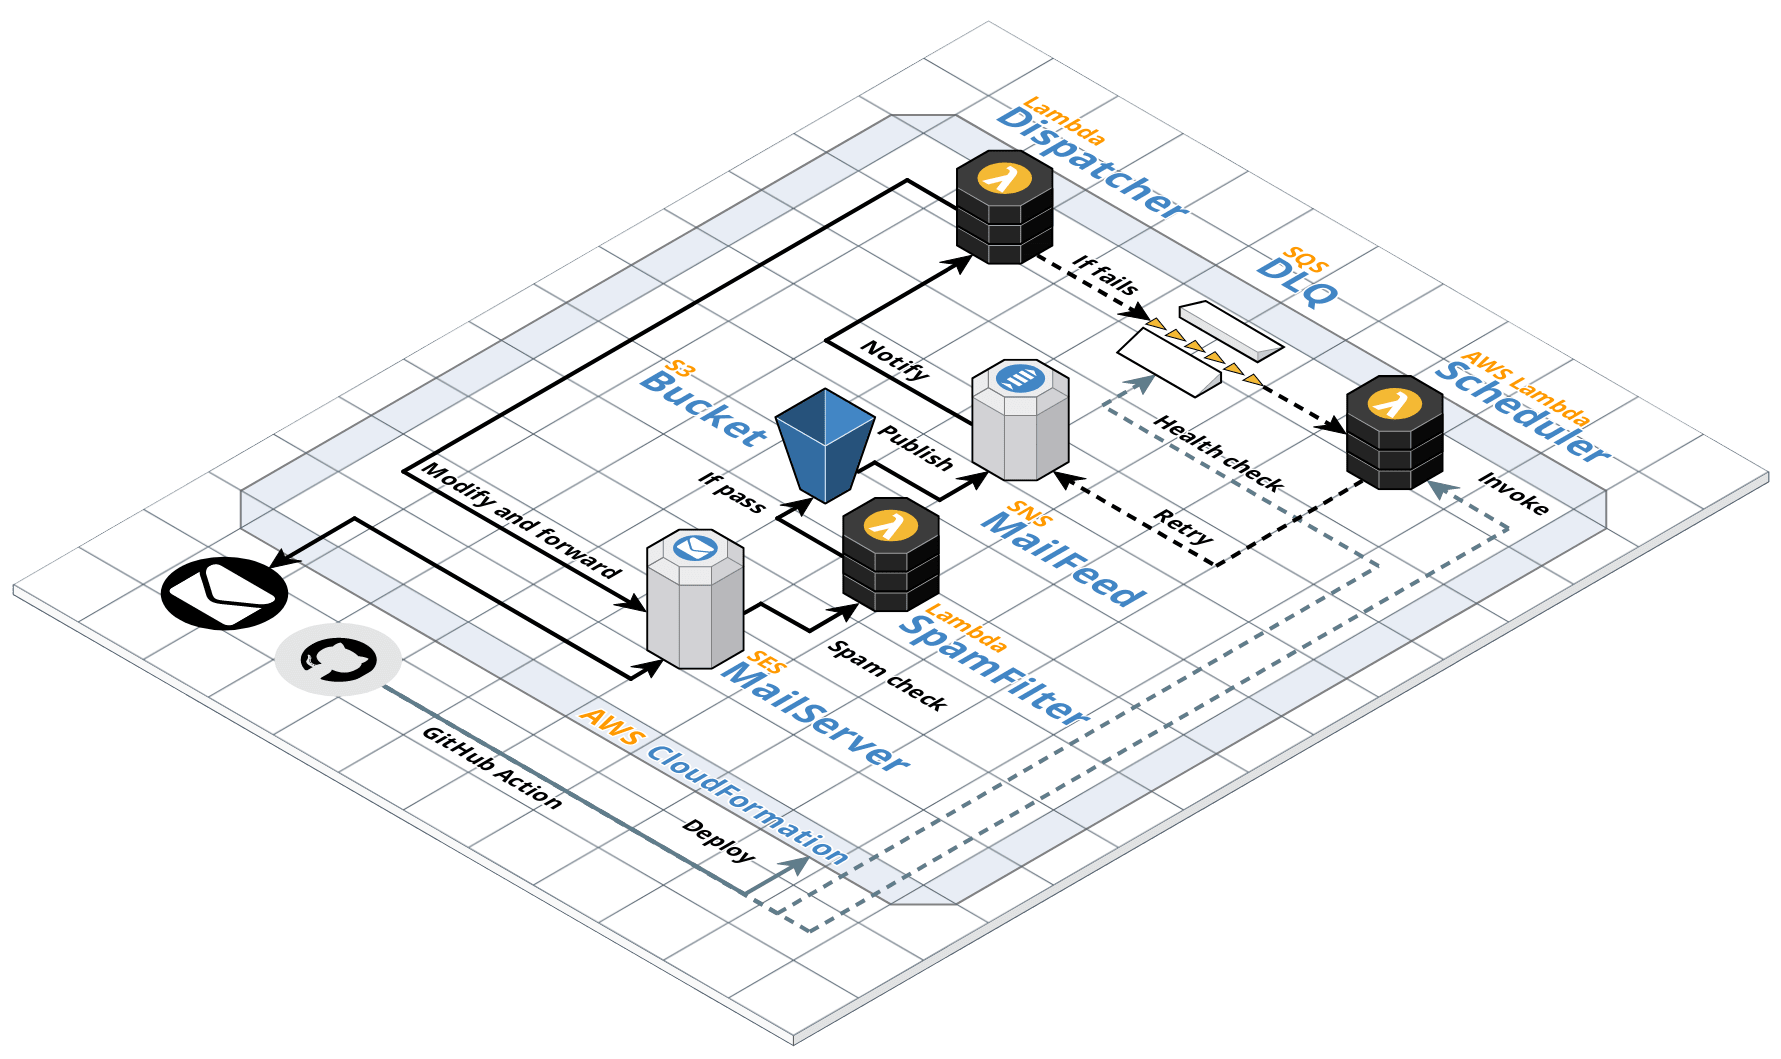 Lambda
Dispatcher
If fails
SQS
DLQ
AWS Lambda
Scheduler
Notify
S3
Bucket
Publish
Health check
Invoke
If pass
Modify and forward
SNS
MailFeed
Retry
Lambda
SpamFilter
Spam check
SES
MailServer
AWS CloudFormation
GitHub Action
Deploy